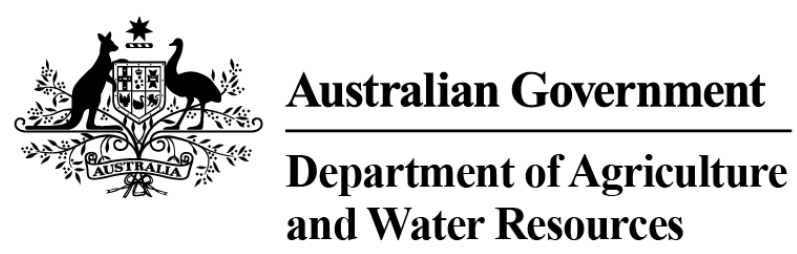 AUSTRALIA
Australian Government
Department of Agriculture
and Water Resources